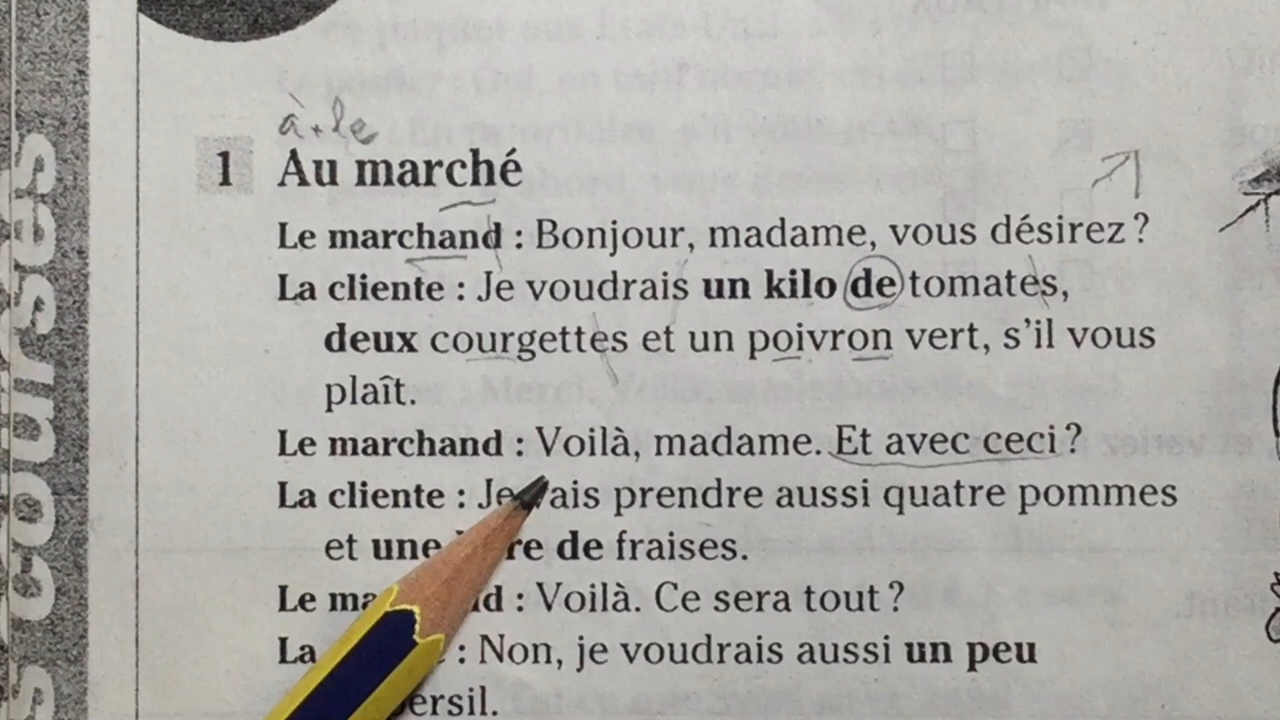 à + le
1 Au marché
Le marchand : Bonjour, madame, vous désirez ?
La cliente : Je voudrais un kilo de tomates,
deux courgettes et un poivron vert, s'il vous
plaît.
Le marchand : Voilà, madame. Et avec ceci ?
La cliente : Je vais prendre aussi quatre pommes
et une de fraises.
Le : Voilà. Ce sera tout ?
La : Non, je voudrais aussi un peu
s courses